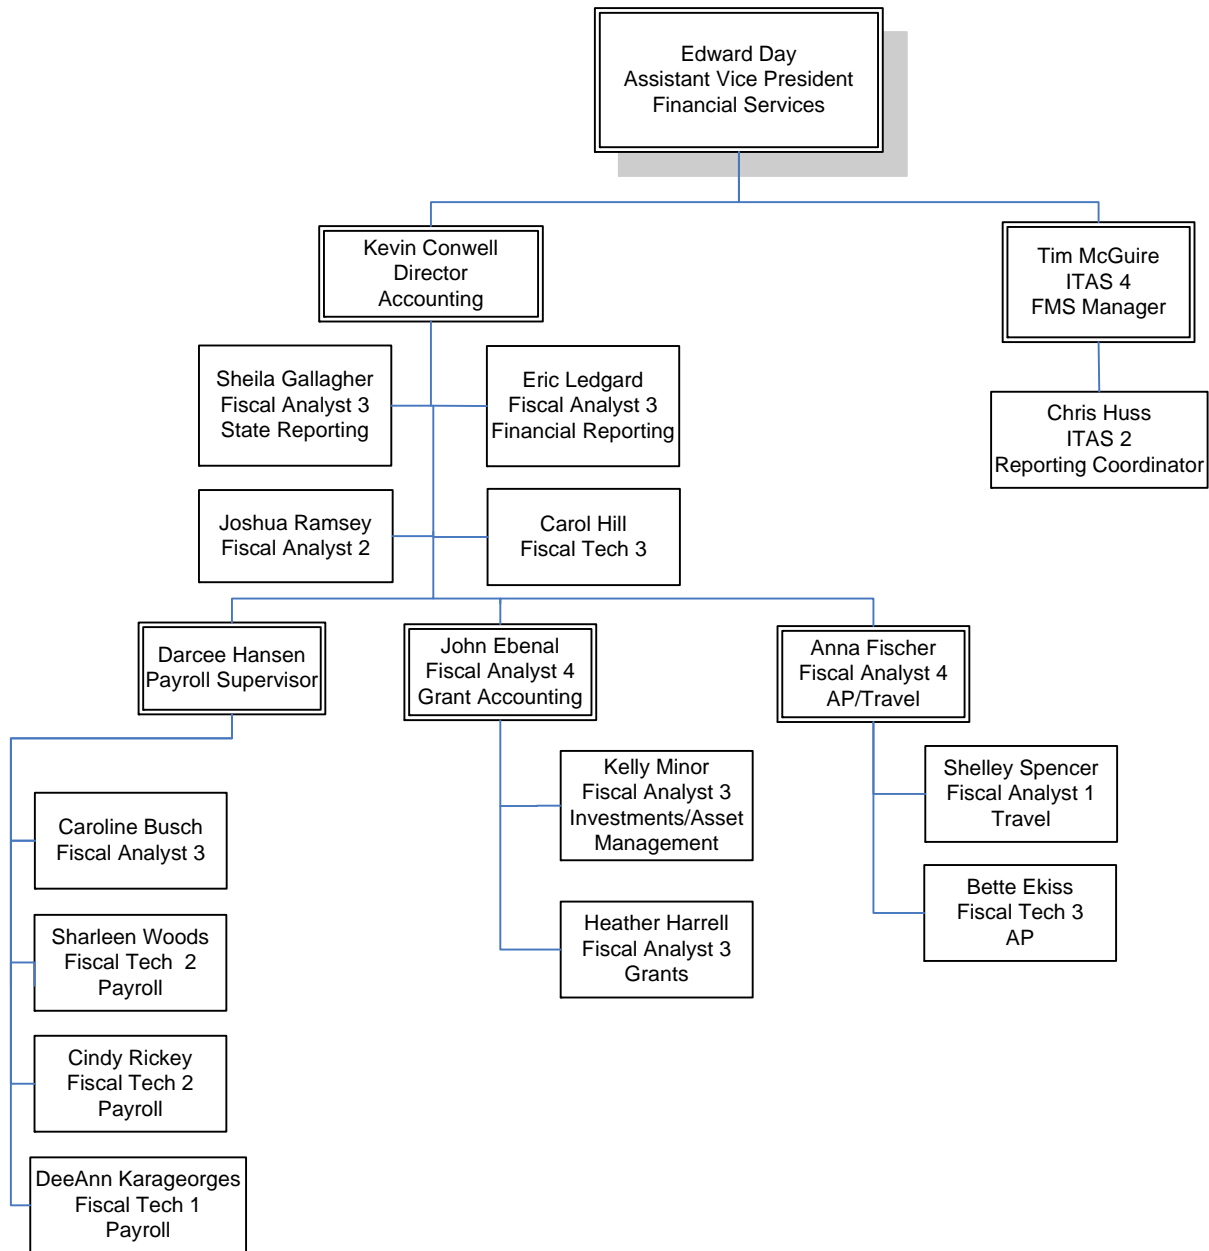 Edward Day
Assistant Vice President
Financial Services
Kevin Conwell
Director
Accounting
Tim McGuire
ITAS 4
FMS Manager
Sheila Gallagher
Fiscal Analyst 3
State Reporting
Eric Ledgard
Fiscal Analyst 3
Financial Reporting
Chris Huss
ITAS 2
Reporting Coordinator
Joshua Ramsey
Fiscal Analyst 2
Carol Hill
Fiscal Tech 3
Darcee Hansen
Payroll Supervisor
John Ebenal
Fiscal Analyst 4
Grant Accounting
Anna Fischer
Fiscal Analyst 4
AP/Travel
Caroline Busch
Fiscal Analyst 3
Sharleen Woods
Fiscal Tech  2
Payroll
Cindy Rickey
Fiscal Tech 2
Payroll
DeeAnn Karageorges
Fiscal Tech 1
Payroll
Kelly Minor
Fiscal Analyst 3
Investments/Asset
Management
Heather Harrell
Fiscal Analyst 3
Grants
Shelley Spencer
Fiscal Analyst 1
Travel
Bette Ekiss
Fiscal Tech 3
AP